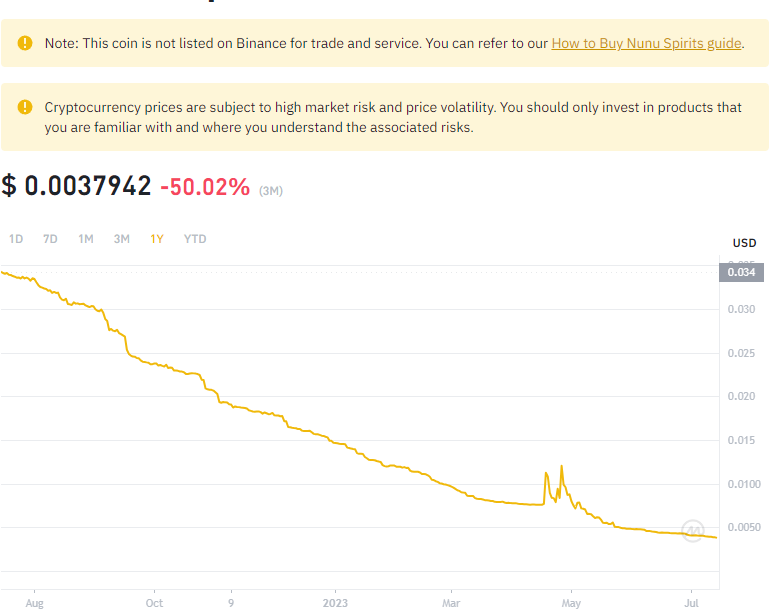 Note: This coin is not listed on Binance for trade and service. You can refer to our How to Buy Nunu Spirits guide.
Cryptocurrency prices are subject to high market risk and price volatility. You should only invest in products that
you are familiar with and where you understand the associated risks.
$ 0.0037942 -50.02% (3M)
1D 7D 1M 3M 1Y YTD
USD
0.034
0.030
0.025
0.020
0.015
0.0100
0.0050
Aug Oct 9 2023 Mar May Jul